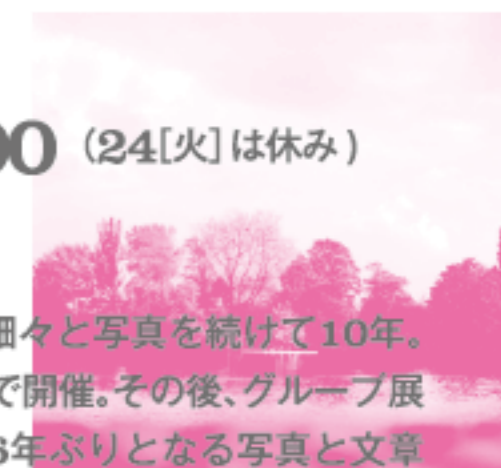 00 (24[火]は休み)
細々と写真を続けて10年。
で開催。その後、グループ展
6年ぶりとなる写真と文章